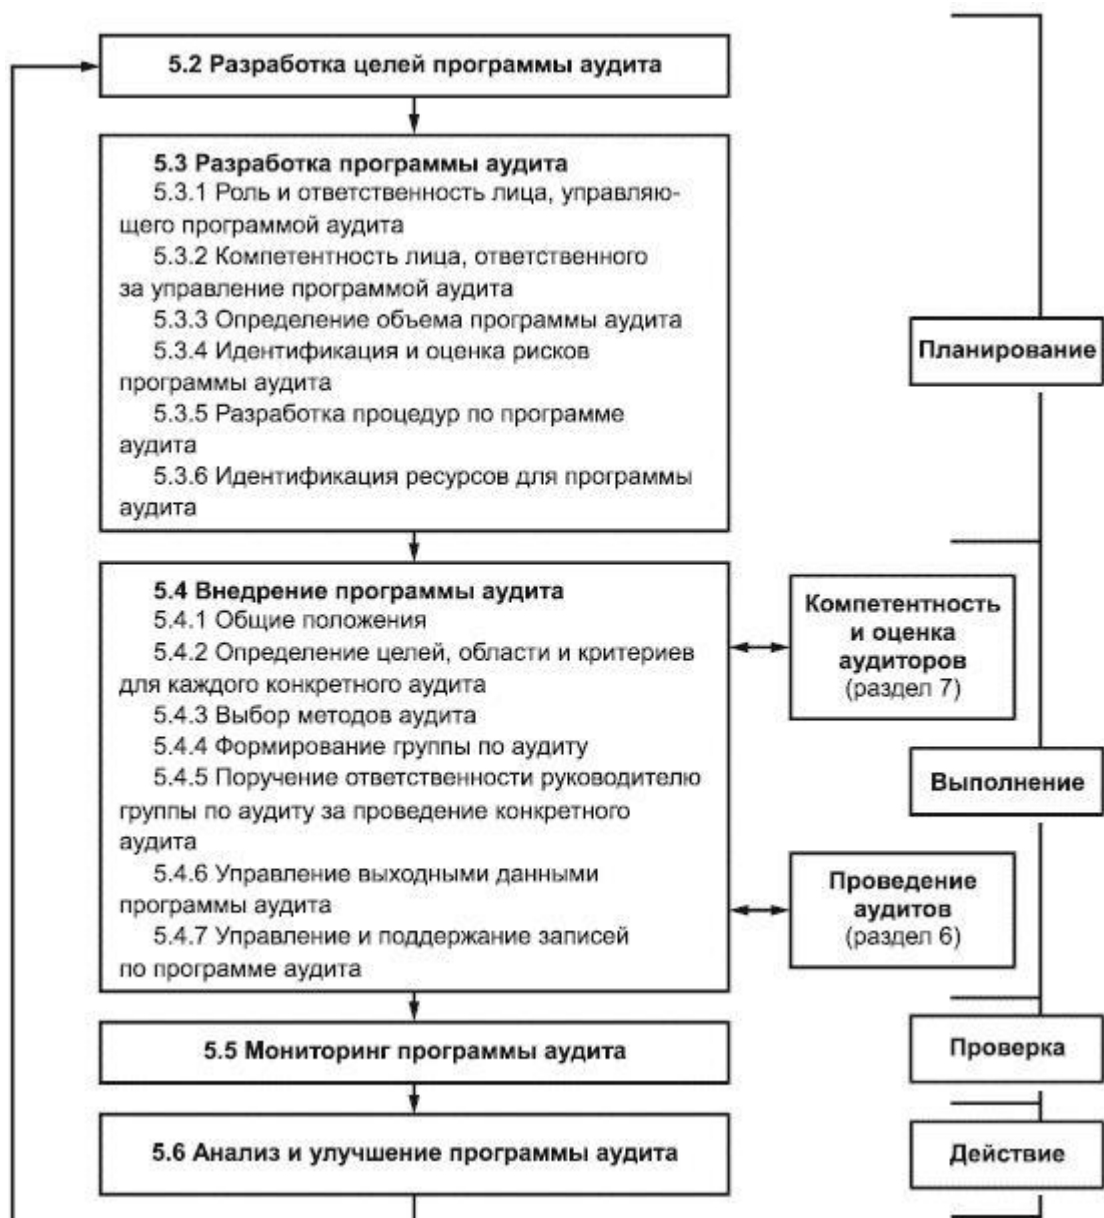 5.2 Разработка целей программы аудита
5.3 Разработка программы аудита
5.3.1 Роль и ответственность лица, управляю-
щего программой аудита
5.3.2 Компетентность лица, ответственного
за управление программой аудита
5.3.3 Определение объема программы аудита
5.3.4 Идентификация и оценка рисков
программы аудита
5.3.5 Разработка процедур по программе
аудита
5.3.6 Идентификация ресурсов для программы
аудита
Планирование
5.4 Внедрение программы аудита
5.4.1 Общие положения
5.4.2 Определение целей, области и критериев
для каждого конкретного аудита
5.4.3 Выбор методов аудита
5.4.4 Формирование группы по аудиту
5.4.5 Поручение ответственности руководителю
группы по аудиту за проведение конкретного
аудита
5.4.6 Управление выходными данными
программы аудита
5.4.7 Управление и поддержание записей
по программе аудита
Компетентность
и оценка
аудиторов
(раздел 7)
Выполнение
Проведение
аудитов
(раздел 6)
5.5 Мониторинг программы аудита
Проверка
5.6 Анализ и улучшение программы аудита
Действие